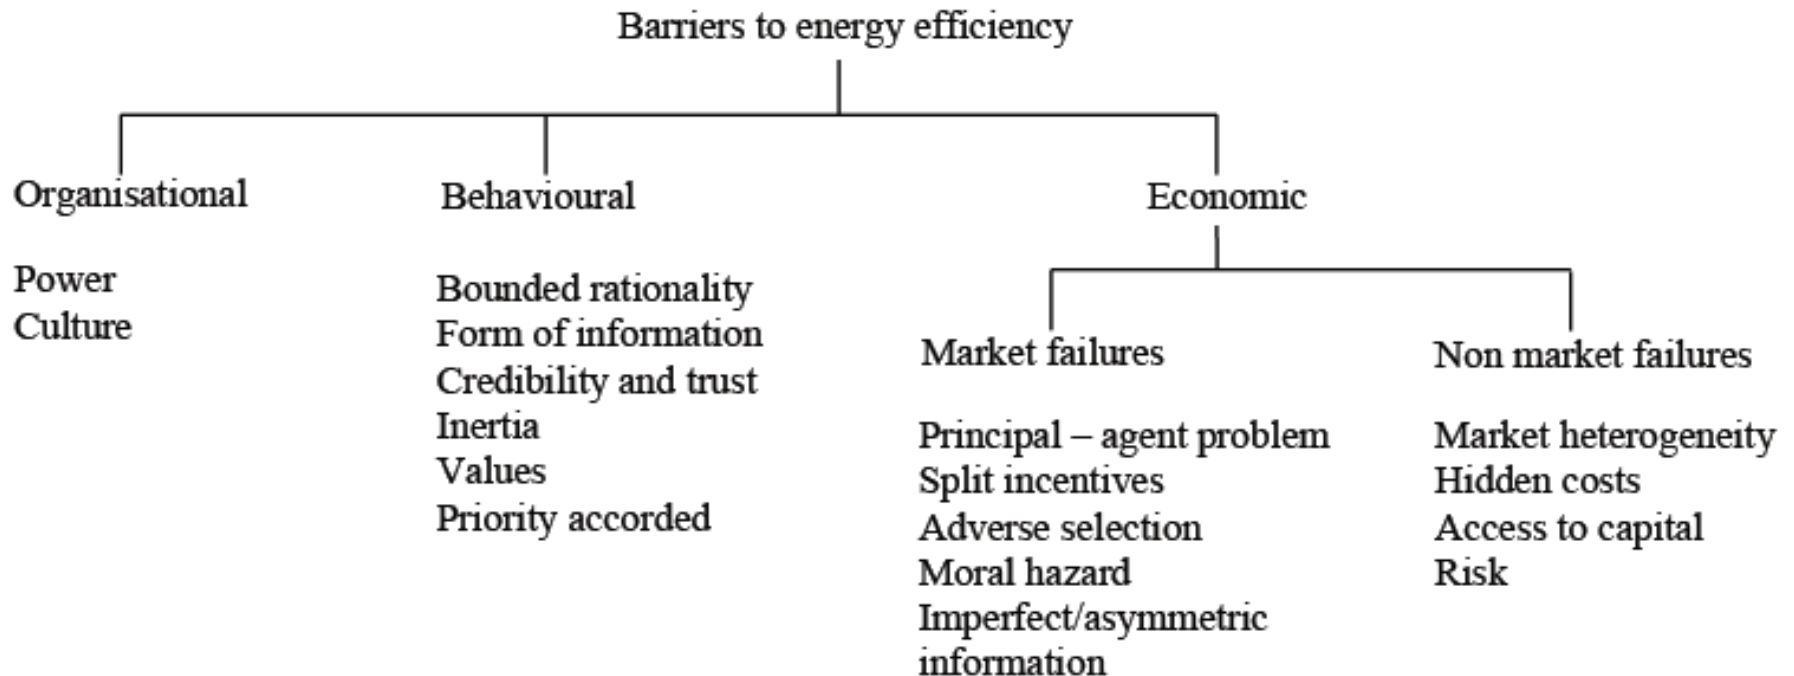 Barriers to energy efficiency
Organisational
Behavioural
Economic
Power
Culture
Bounded rationality
Form of information
Credibility and trust
Inertia
Values
Priority accorded
Market failures
Principal – agent problem
Split incentives
Adverse selection
Moral hazard
Imperfect/asymmetric
information
Non market failures
Market heterogeneity
Hidden costs
Access to capital
Risk